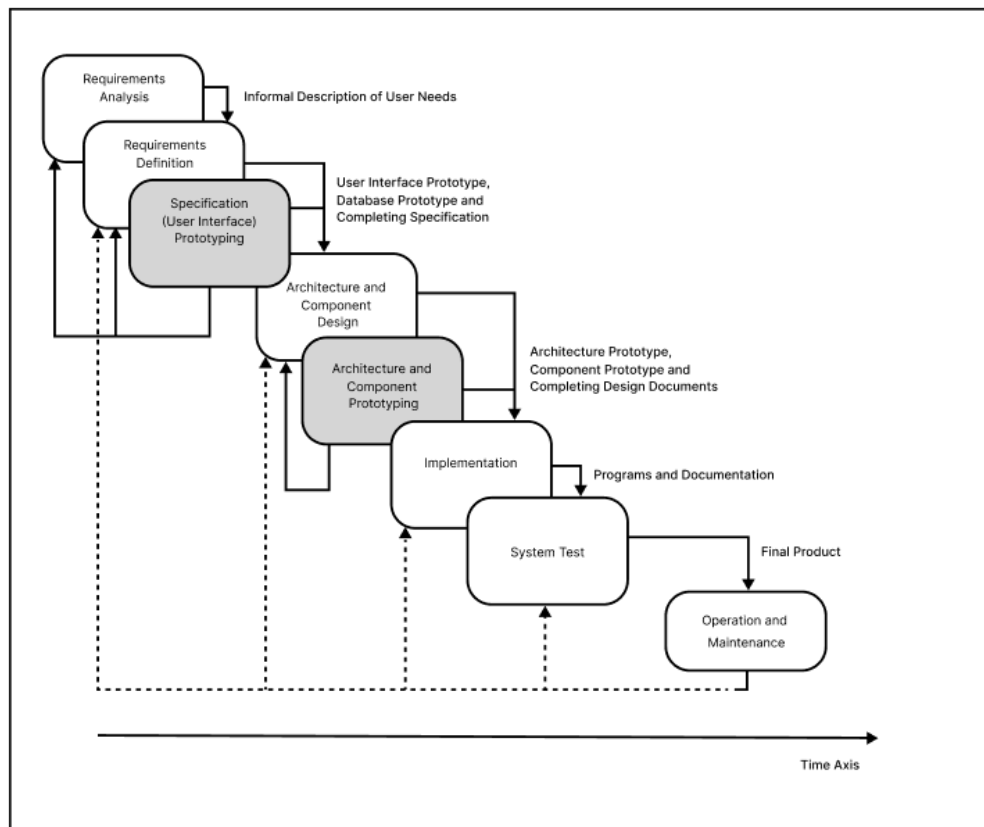 Requirements
Analysis
Informal Description of User Needs
Requirements
Definition
User Interface Prototype,
Database Prototype and
Completing Specification
Specification
(User Interface)
Prototyping
Architecture and
Component
Design
Architecture Prototype,
Component Prototype and
Completing Design Documents
Architecture and
Component
Prototyping
Implementation
Programs and Documentation
System Test
Final Product
Operation and
Maintenance
Time Axis